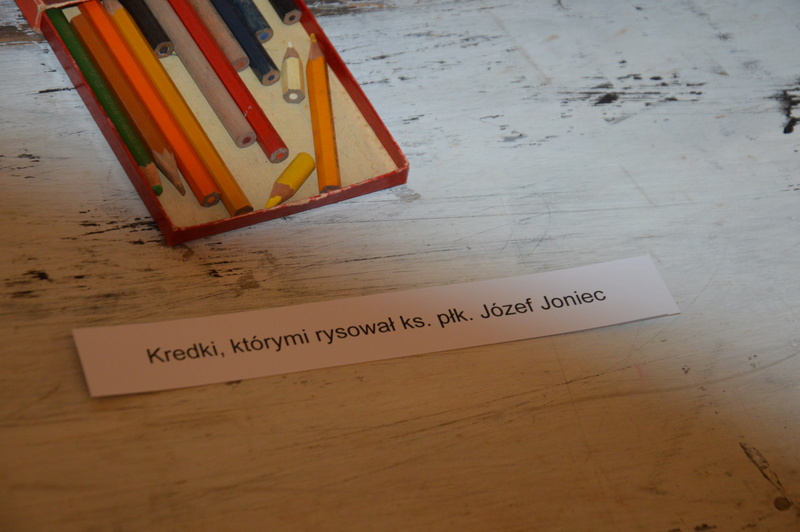 Kredki, którymi rysował ks. płk. Józef Joniec